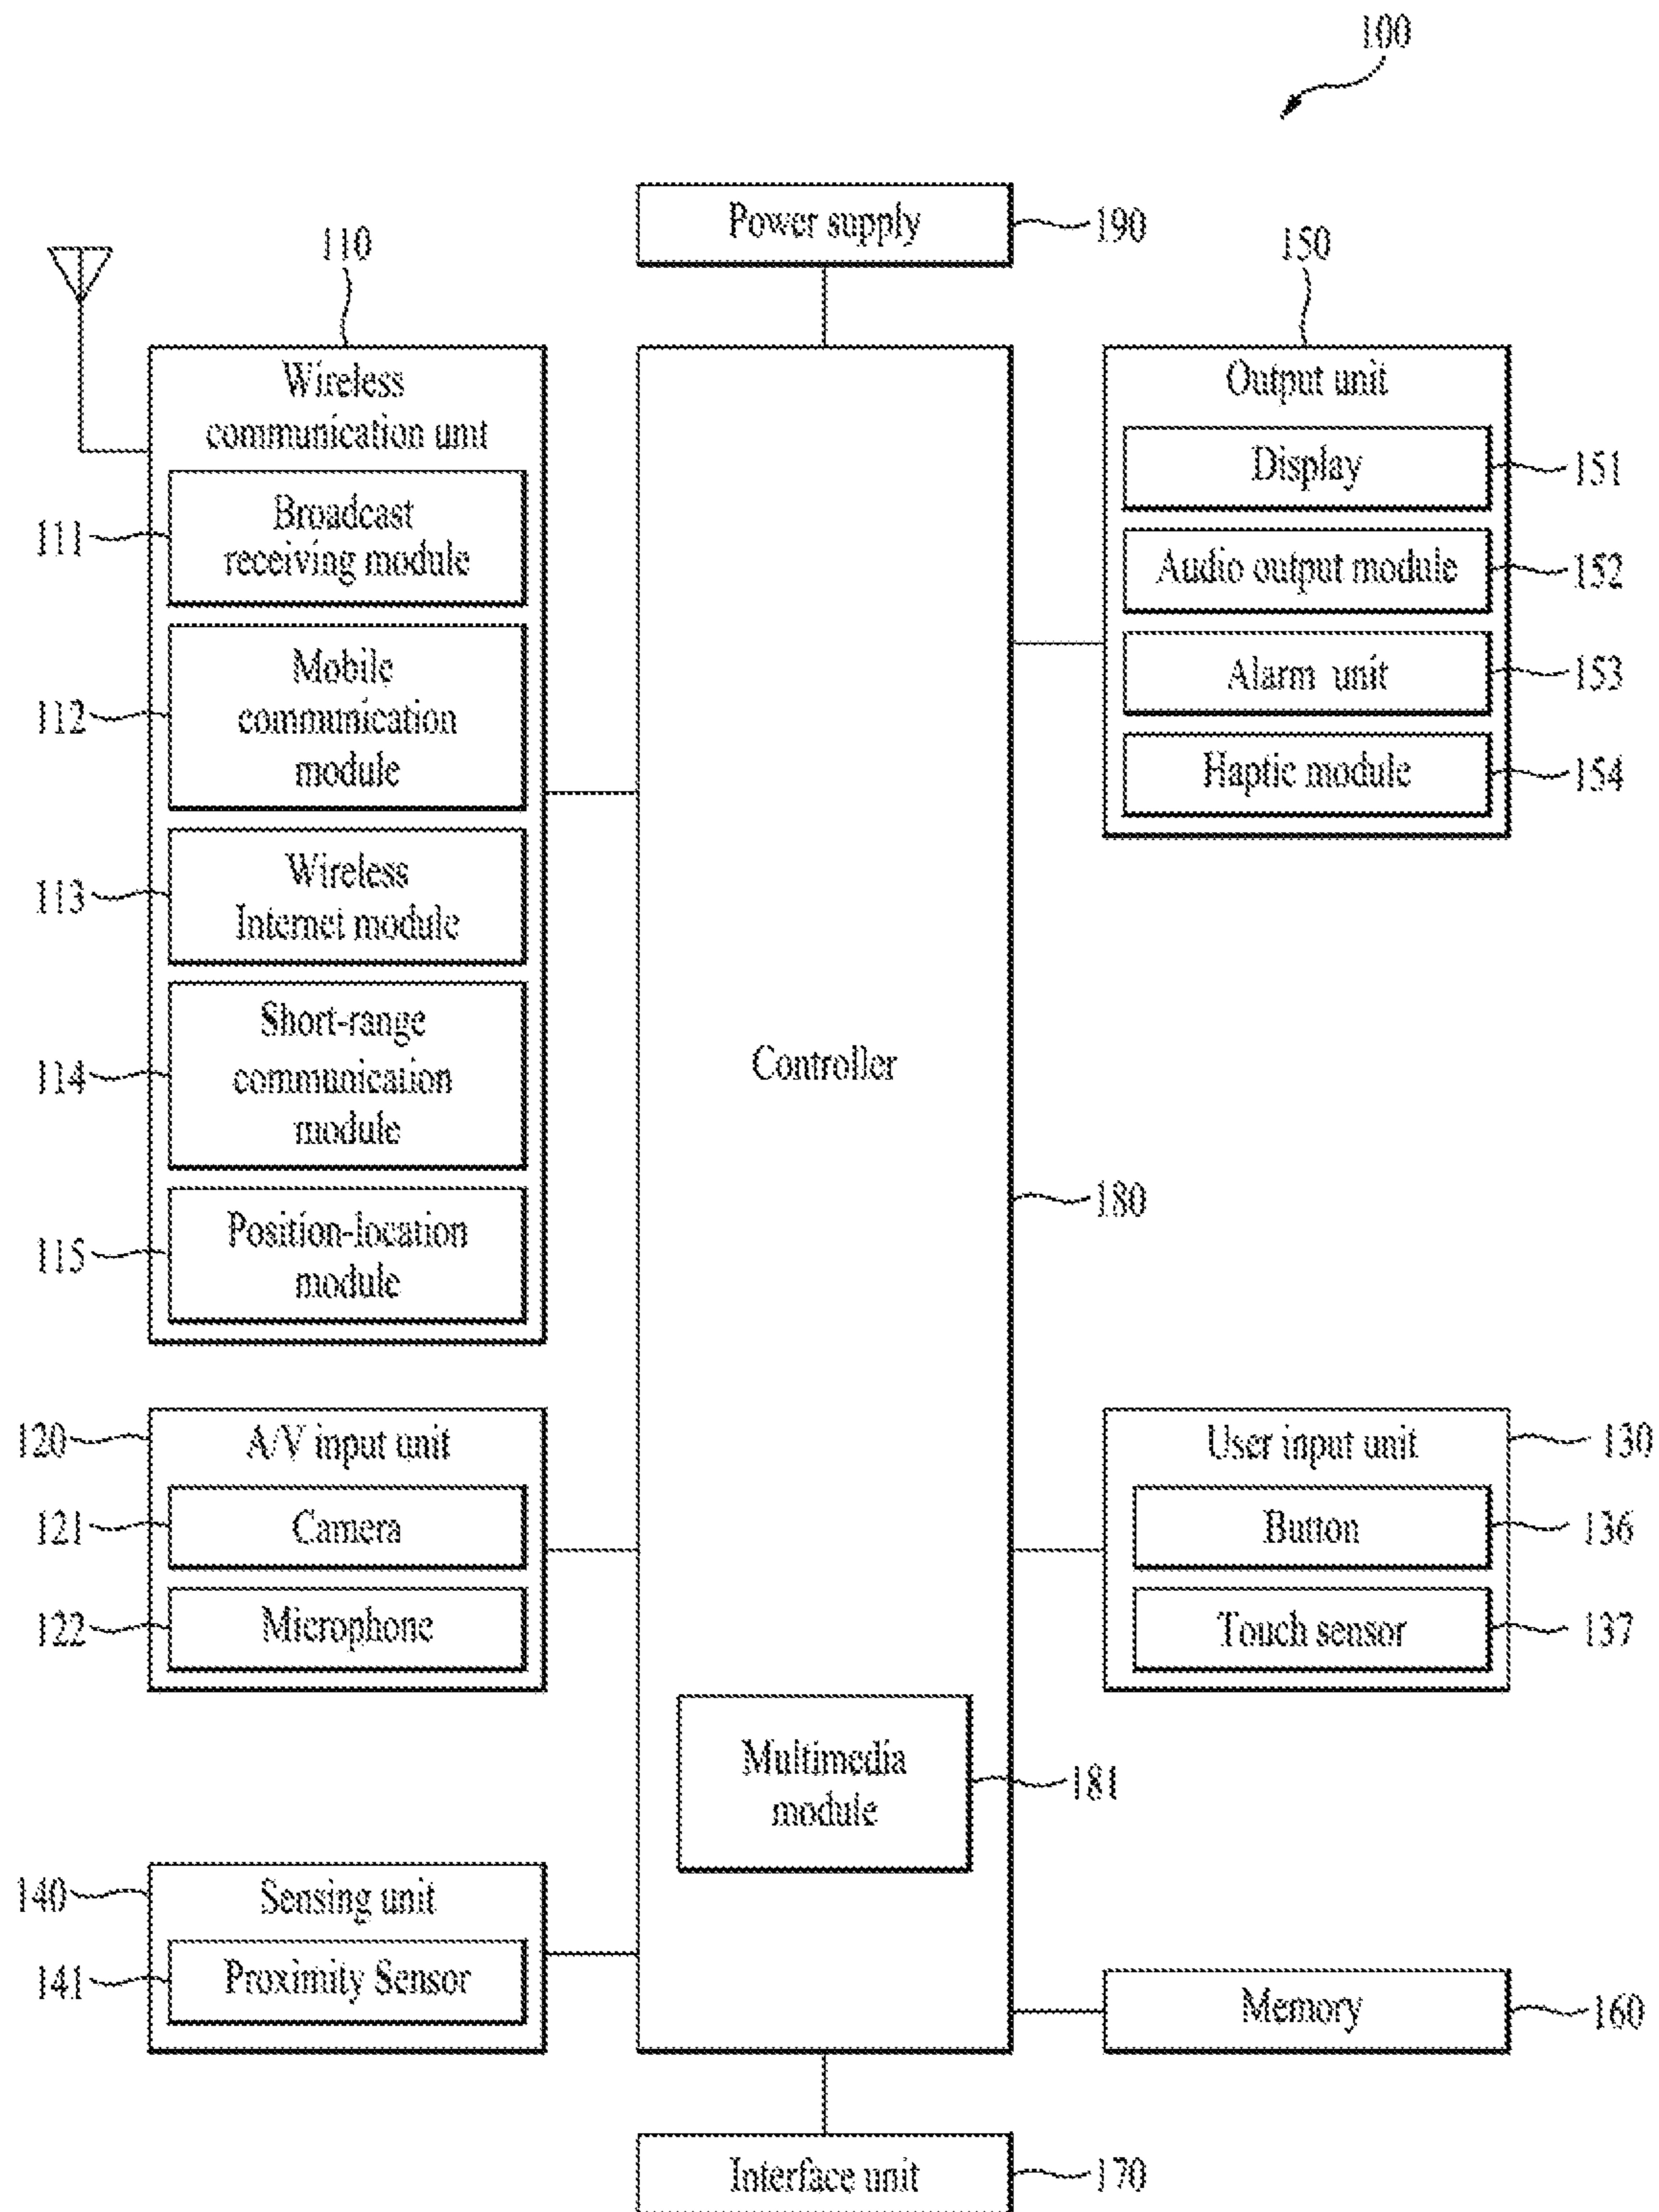 100
Power supply
190
110
Wireless
communication unit
111
Broadcast
receiving module
112
Mobile
communication
module
113
Wireless
Internet module
114
Short-range
communication
module
115
Position-location
module
150
Output unit
Display
151
Audio output module
152
Alarm unit
153
Haptic module
154
Controller
180
120
A/V input unit
121
Camera
122
Microphone
User input unit
130
Button
136
Touch sensor
137
Multimedia
module
181
140
Sensing unit
141
Proximity Sensor
Memory
160
Interface unit
170